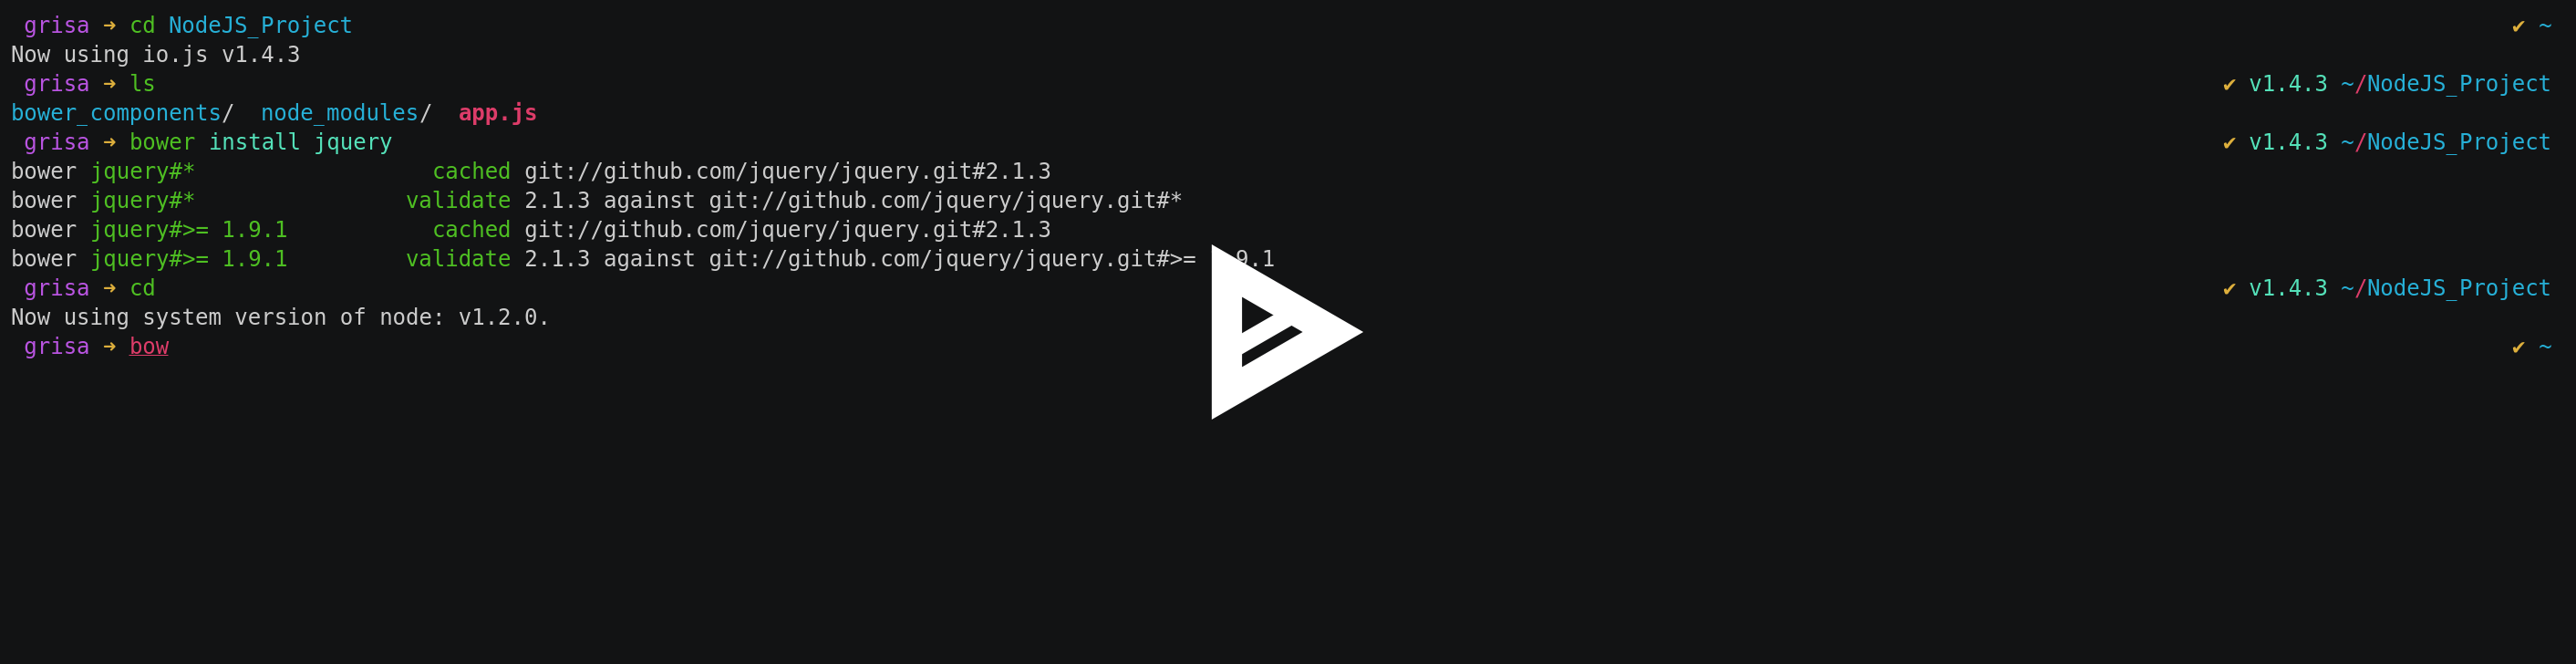 grisa ➜ cd NodeJS_Project ✔ ~
Now using io.js v1.4.3
grisa ➜ ls ✔ v1.4.3 ~/NodeJS_Project
bower_components/ node_modules/ app.js
grisa ➜ bower install jquery ✔ v1.4.3 ~/NodeJS_Project
bower jquery#* cached git://github.com/jquery/jquery.git#2.1.3
bower jquery#* validate 2.1.3 against git://github.com/jquery/jquery.git#*
bower jquery#>= 1.9.1 cached git://github.com/jquery/jquery.git#2.1.3
bower jquery#>= 1.9.1 validate 2.1.3 against git://github.com/jquery/jquery.git#>= 9.1
grisa ➜ cd ✔ v1.4.3 ~/NodeJS_Project
Now using system version of node: v1.2.0.
grisa ➜ bow ✔ ~